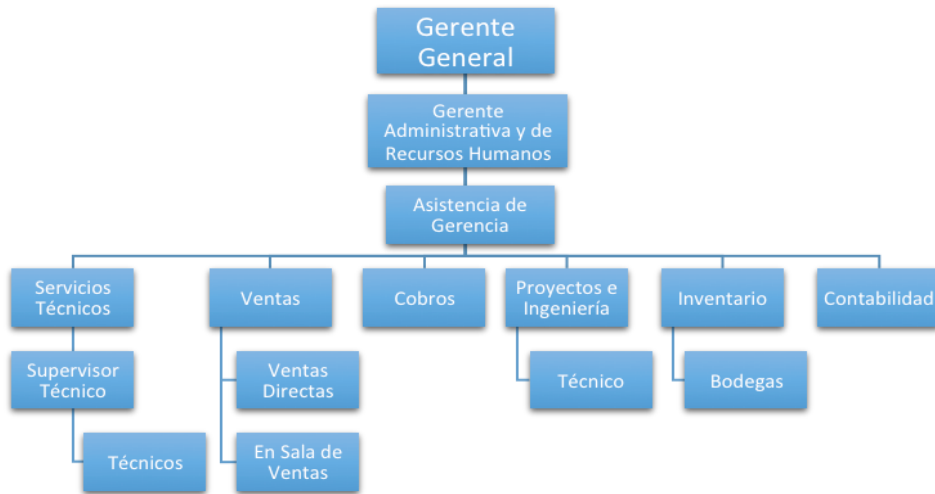 Gerente
General
Gerente
Administrativa y de
Recursos Humanos
Asistencia de
Gerencia
Servicios
Técnicos
Ventas
Cobros
Proyectos e
Ingeniería
Inventario
Contabilidad
Supervisor
Técnico
Ventas
Directas
Técnico
Bodegas
Técnicos
En Sala de
Ventas